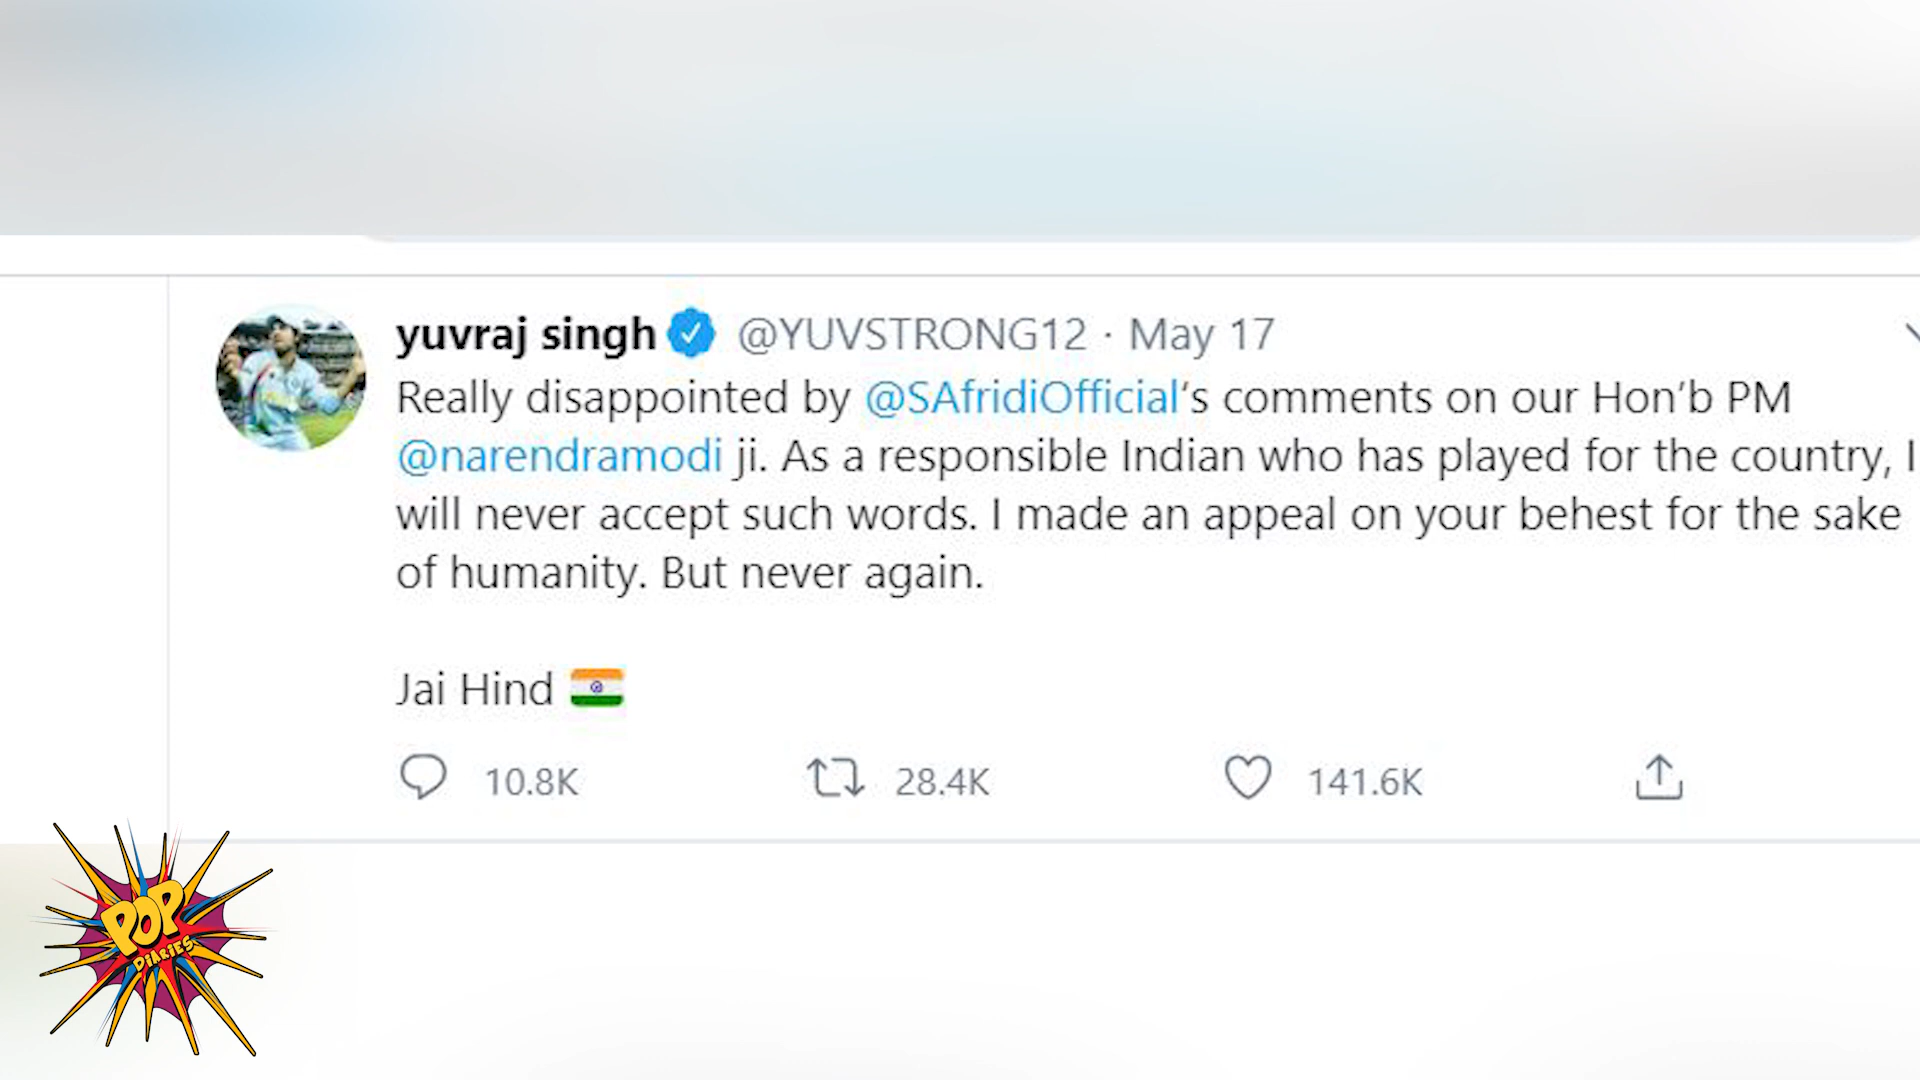 yuvraj singh @YUVSTRONG12 · May 17
Really disappointed by @SAfridiOfficial‘s comments on our Hon’b PM
@narendramodi ji. As a responsible Indian who has played for the country, I
will never accept such words. I made an appeal on your behest for the sake
of humanity. But never again.
Jai Hind
10.8K 28.4K 141.6K
POP
DIARIES